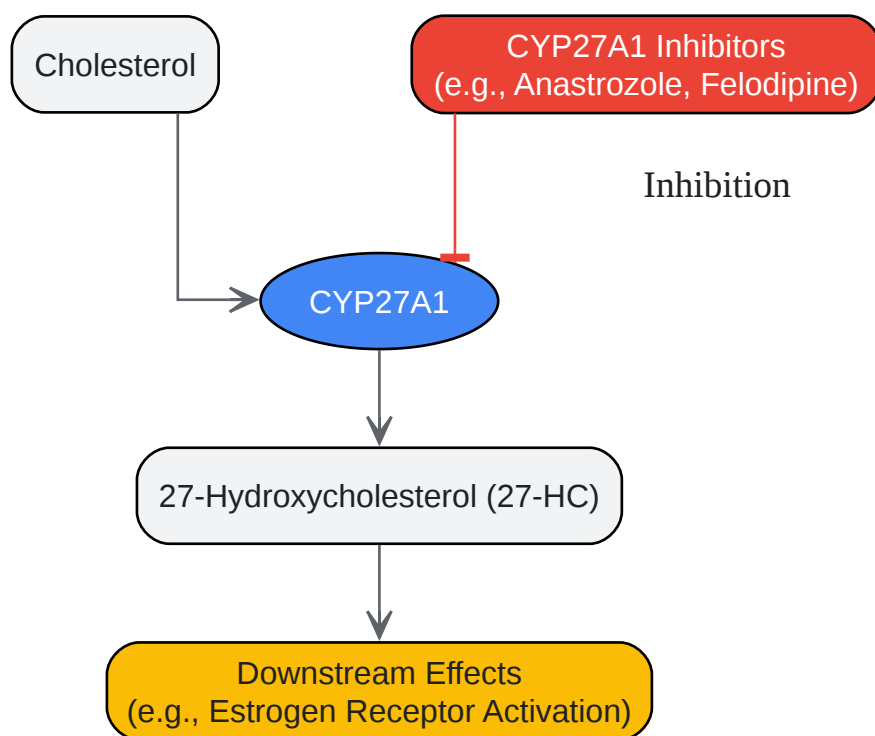 Cholesterol
CYP27A1 Inhibitors
(e.g., Anastrozole, Felodipine)
Inhibition
CYP27A1
27-Hydroxycholesterol (27-HC)
Downstream Effects
(e.g., Estrogen Receptor Activation)